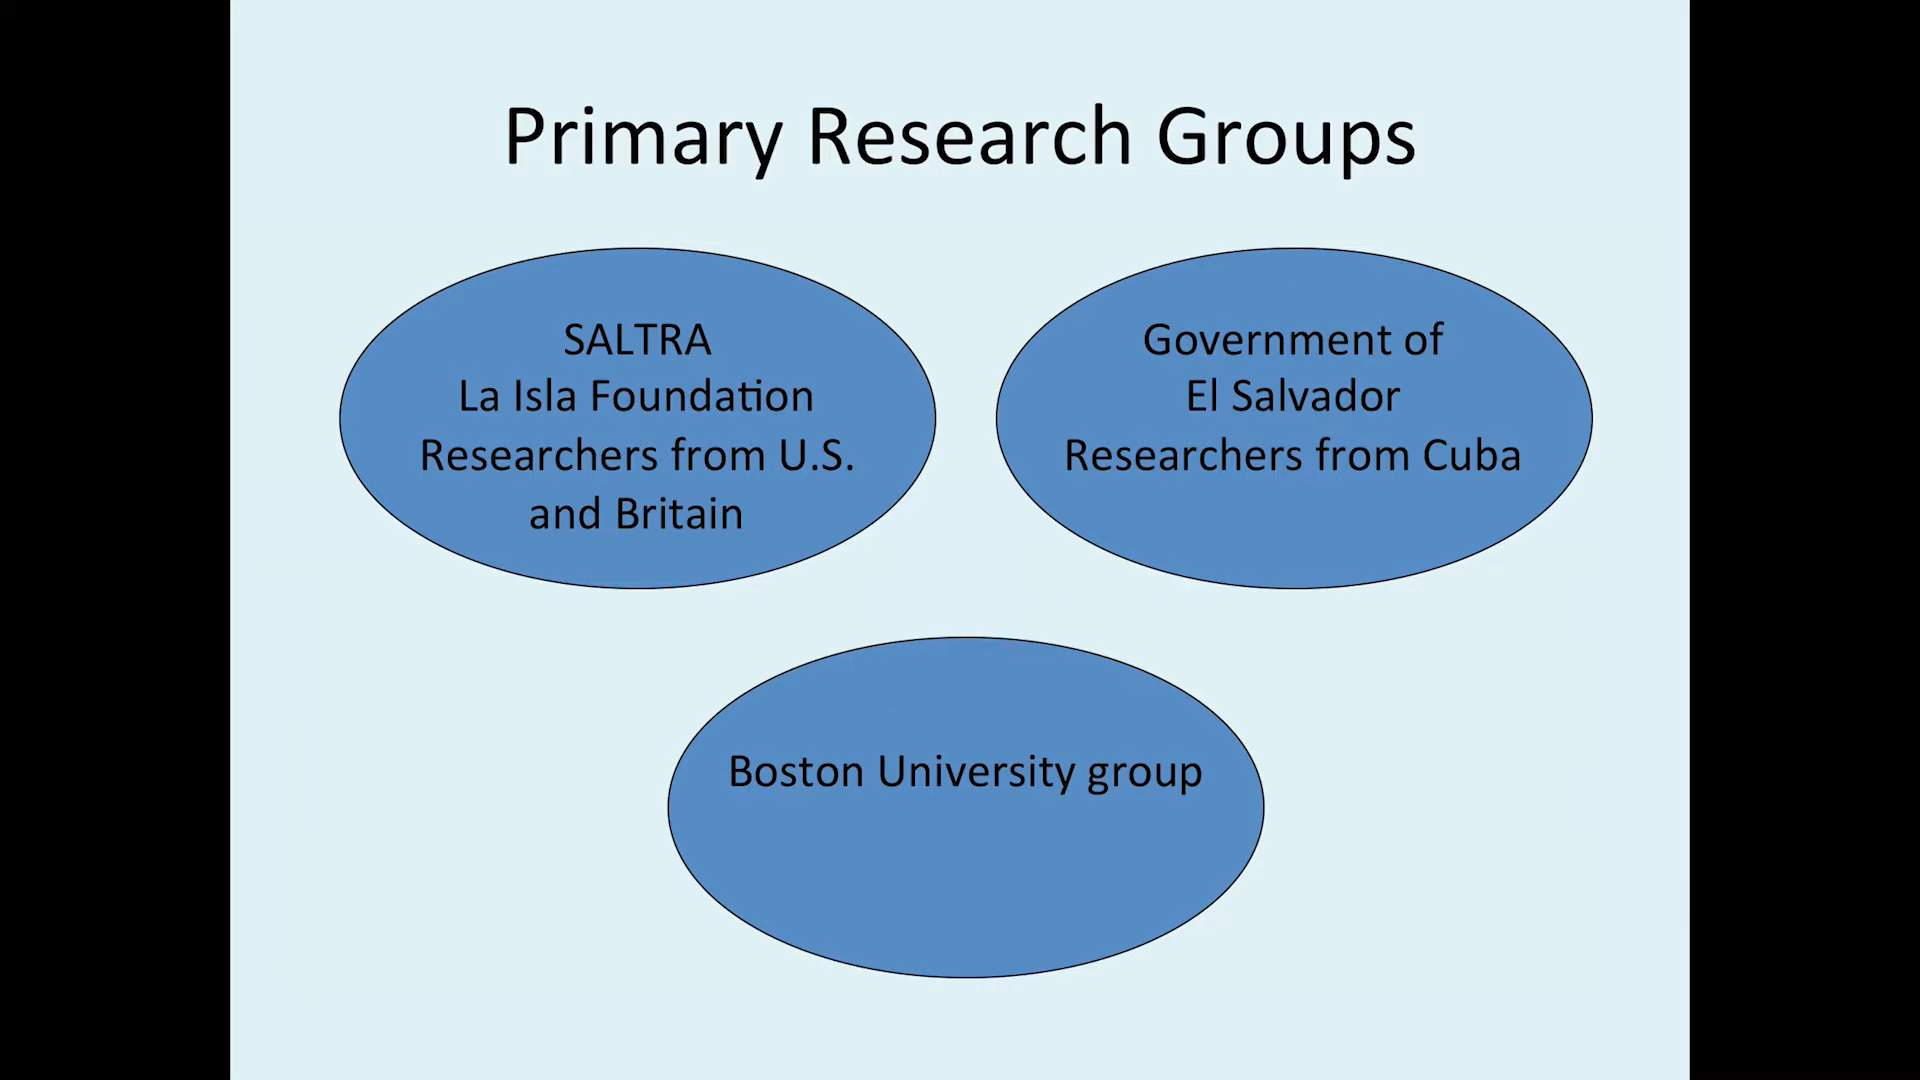 Primary Research Groups
SALTRA
La Isla Foundation
Researchers from U.S.
and Britain
Government of
El Salvador
Researchers from Cuba
Boston University group